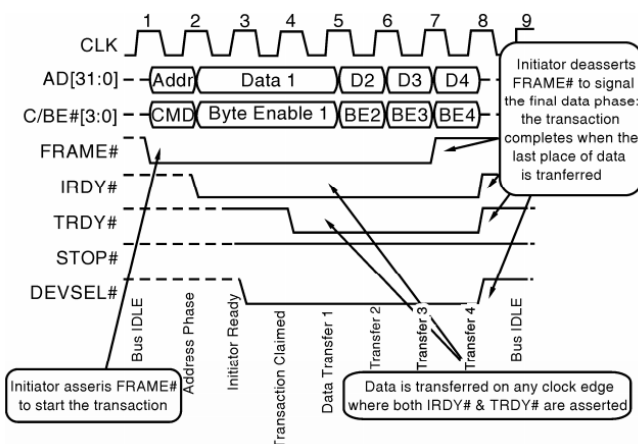 1 2 3 4 5 6 7 8 9
CLK
AD[31:0] Addr Data 1 D2 D3 D4
C/BE#[3:0] CMD Byte Enable 1 BE2 BE3 BE4
FRAME#
IRDY#
TRDY#
STOP#
DEVSEL#
Initiator deasserts
FRAME# to signal
the final data phase:
the transaction
completes when the
last place of data
is tranferred
Bus IDLE
Address Phase
Initiator Ready
Transaction Claimed
Data Transfer 1
Transfer 2
Transfer 3
Transfer 4
Bus IDLE
Initiator asseris FRAME#
to start the transaction
Data is transferred on any clock edge
where both IRDY# & TRDY# are asserted